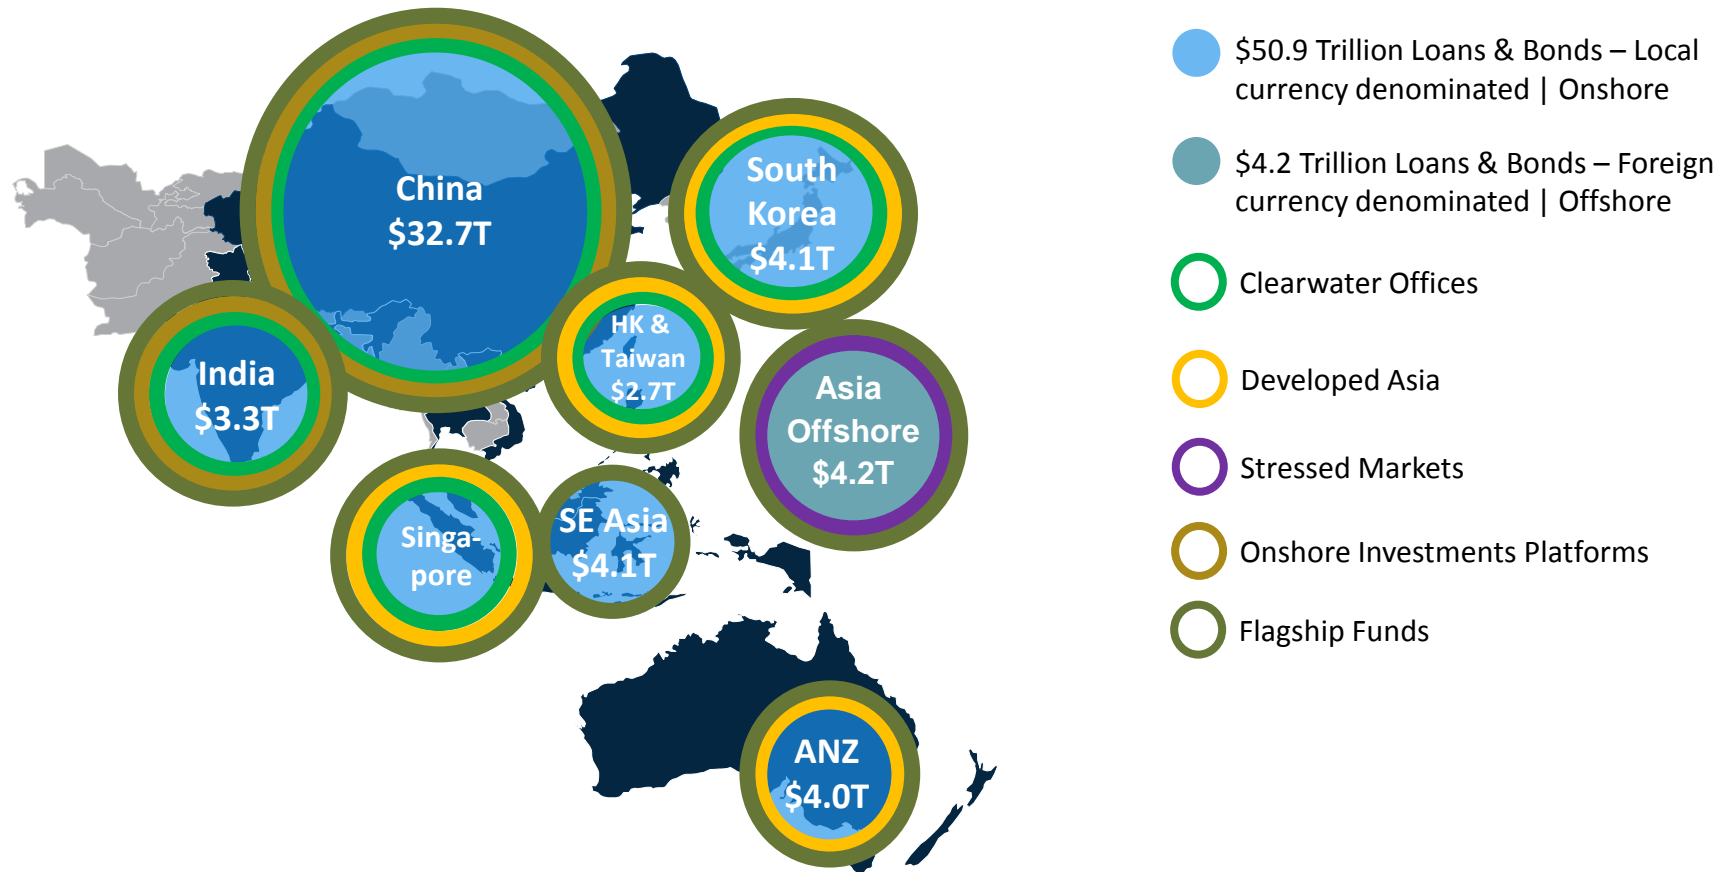 China
$32.7T
South
Korea
$4.1T
HK &
Taiwan
$2.7T
India
$3.3T
Asia
Offshore
$4.2T
Singa-
pore
SE Asia
$4.1T
ANZ
$4.0T
$50.9 Trillion Loans & Bonds – Local
currency denominated | Onshore
$4.2 Trillion Loans & Bonds – Foreign
currency denominated | Offshore
Clearwater Offices
Developed Asia
Stressed Markets
Onshore Investments Platforms
Flagship Funds